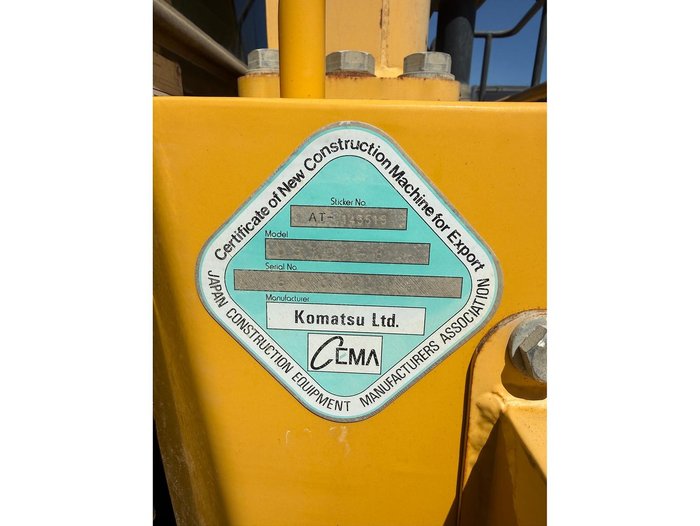 Certificate of New Construction Machine for Export
Sticker No.
AT-
Model
Serial No
Manufacturer
Komatsu Ltd.
CEMA
JAPAN CONSTRUCTION EQUIPMENT MANUFACTURERS ASSOCIATION